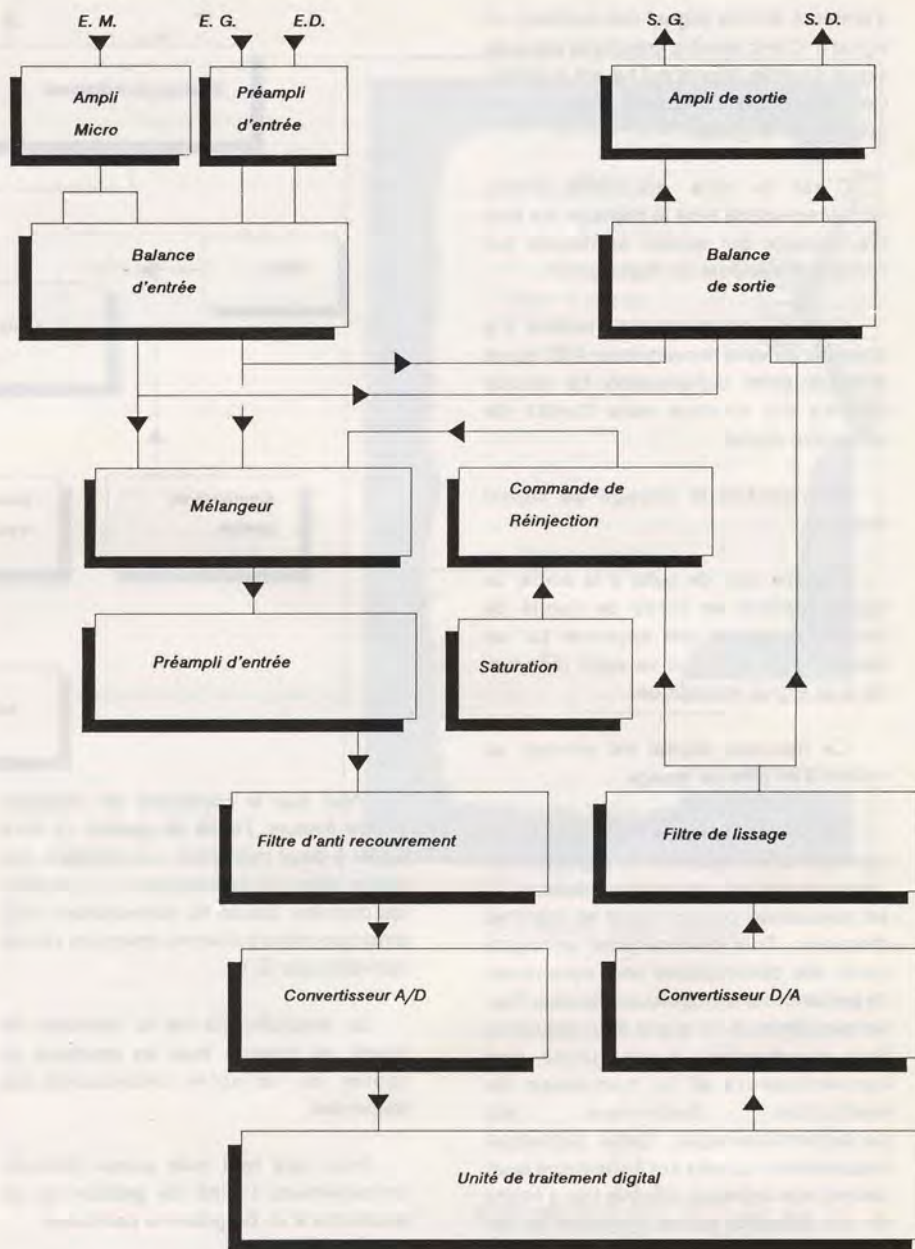 E. M.
E. G.
E.D.
S. G.
S. D.
Ampli
Micro
Préampli
d'entrée
Ampli de sortie
Balance
d'entrée
Balance
de sortie
Mélangeur
Commande de
Réinjection
Préampli d'entrée
Saturation
Filtre d'anti recouvrement
Filtre de lissage
Convertisseur A/D
Convertisseur D/A
Unité de traitement digital